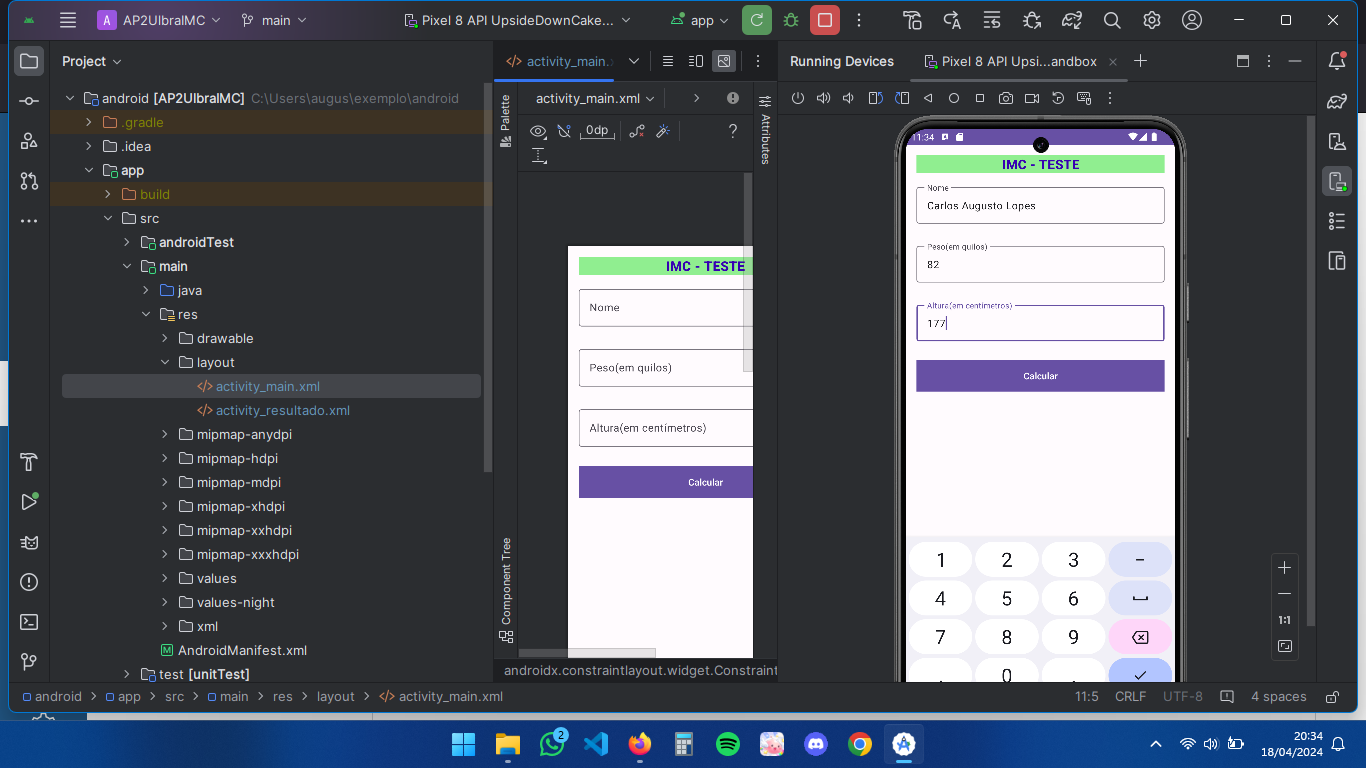 A AP2UlbraIMC
main
Pixel 8 API UpsideDownCake...
app
Project
android [AP2UlbraIMC] C:\Users\augus\exemplo\android
.gradle
.idea
app
build
src
androidTest
main
java
res
drawable
layout
activity_main.xml
activity_resultado.xml
mipmap-anydpi
mipmap-hdpi
mipmap-mdpi
mipmap-xhdpi
mipmap-xxhdpi
mipmap-xxxhdpi
values
values-night
xml
AndroidManifest.xml
test [unitTest]
activity_main.
activity_main.xml
0dp
?
Palette
Component Tree
Attributes
IMC - TESTE
Nome
Peso(em quilos)
Altura(em centímetros)
Calcular
androidx.constraintlayout.widget.Constraint
Running Devices
Pixel 8 API Upsi...andbox
11:34
IMC - TESTE
Nome
Carlos Augusto Lopes
Peso(em quilos)
82
Altura(em centímetros)
177
Calcular
1 2 3 -
4 5 6
7 8 9
0
1:1
android > app > src > main > res > layout > activity_main.xml
11:5 CRLF UTF-8 4 spaces
2
20:34
18/04/2024